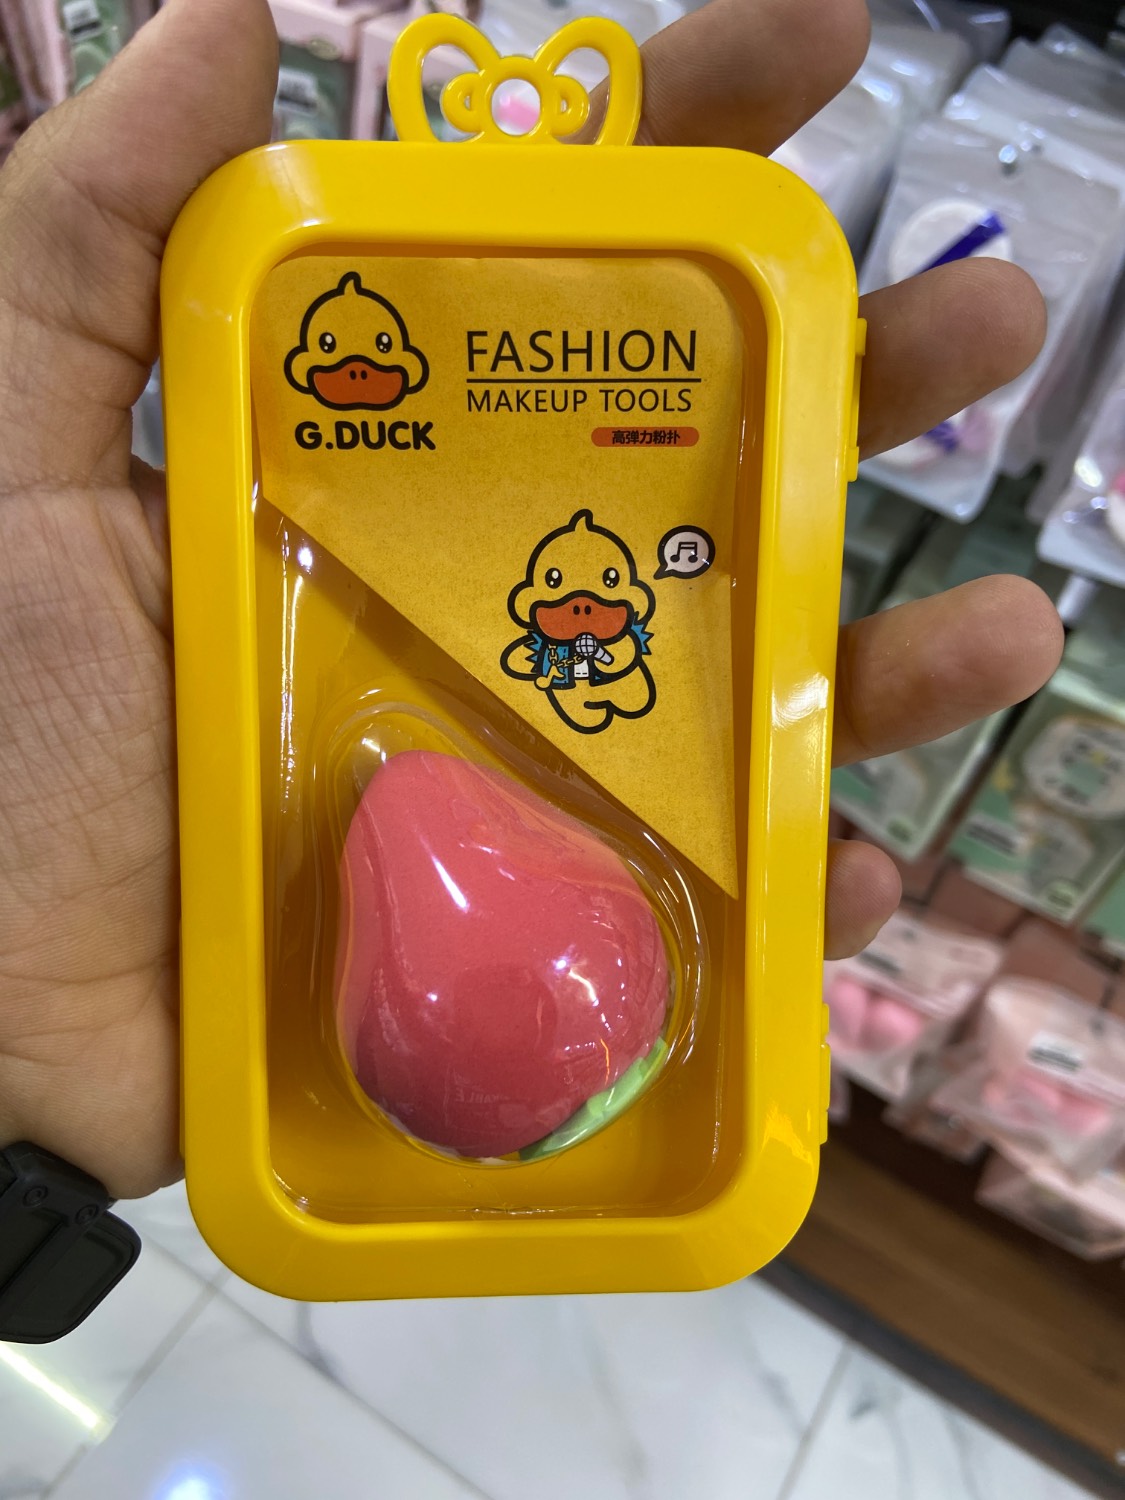 FASHION
MAKEUP TOOLS
G.DUCK
高弹力粉扑